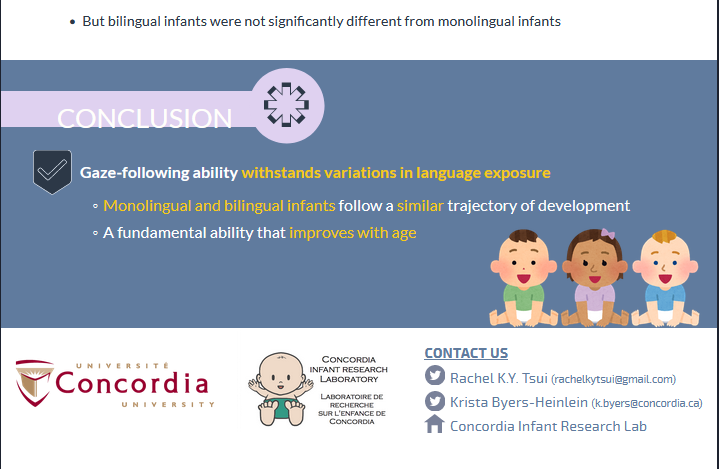 • But bilingual infants were not significantly different from monolingual infants
CONCLUSION
Gaze-following ability withstands variations in language exposure
◦ Monolingual and bilingual infants follow a similar trajectory of development
◦ A fundamental ability that improves with age
UNIVERSITÉ
Concordia
UNIVERSITY
CONCORDIA
INFANT RESEARCH
LABORATORY
LABORATOIRE DE
RECHERCHE
SUR L'ENFANCE DE
CONCORDIA
CONTACT US
Rachel K.Y. Tsui (rachelkytsui@gmail.com)
Krista Byers-Heinlein (k.byers@concordia.ca)
Concordia Infant Research Lab